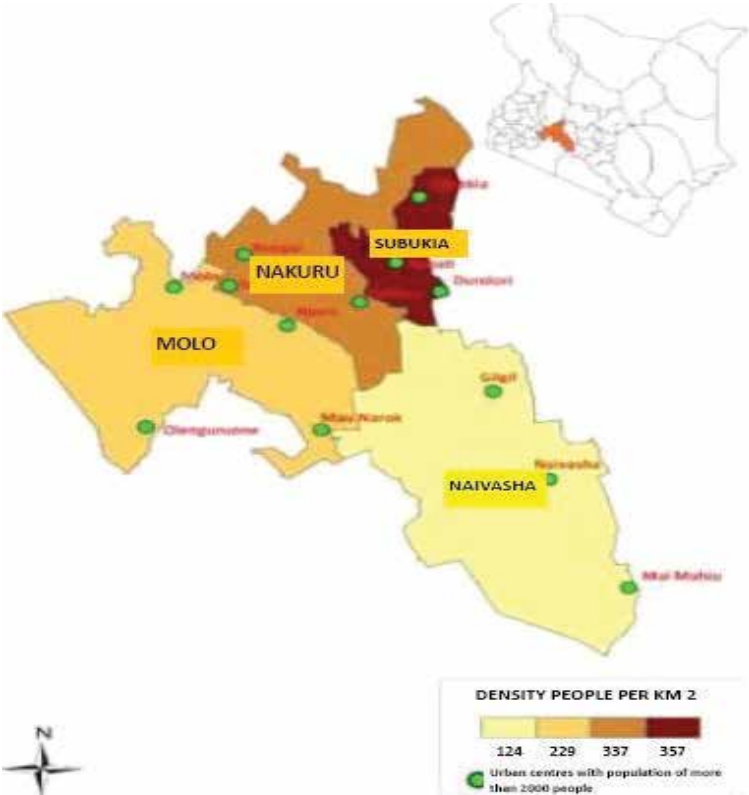 SUBUKIA
NAKURU
Dundori
Molo
Njoro
MOLO
Gilgil
Olenguruone
Mau Narok
Naivasha
NAIVASHA
Mai Mahiu
DENSITY PEOPLE PER KM 2
124 229 337 357
Urban centres with population of more
than 2000 people
N